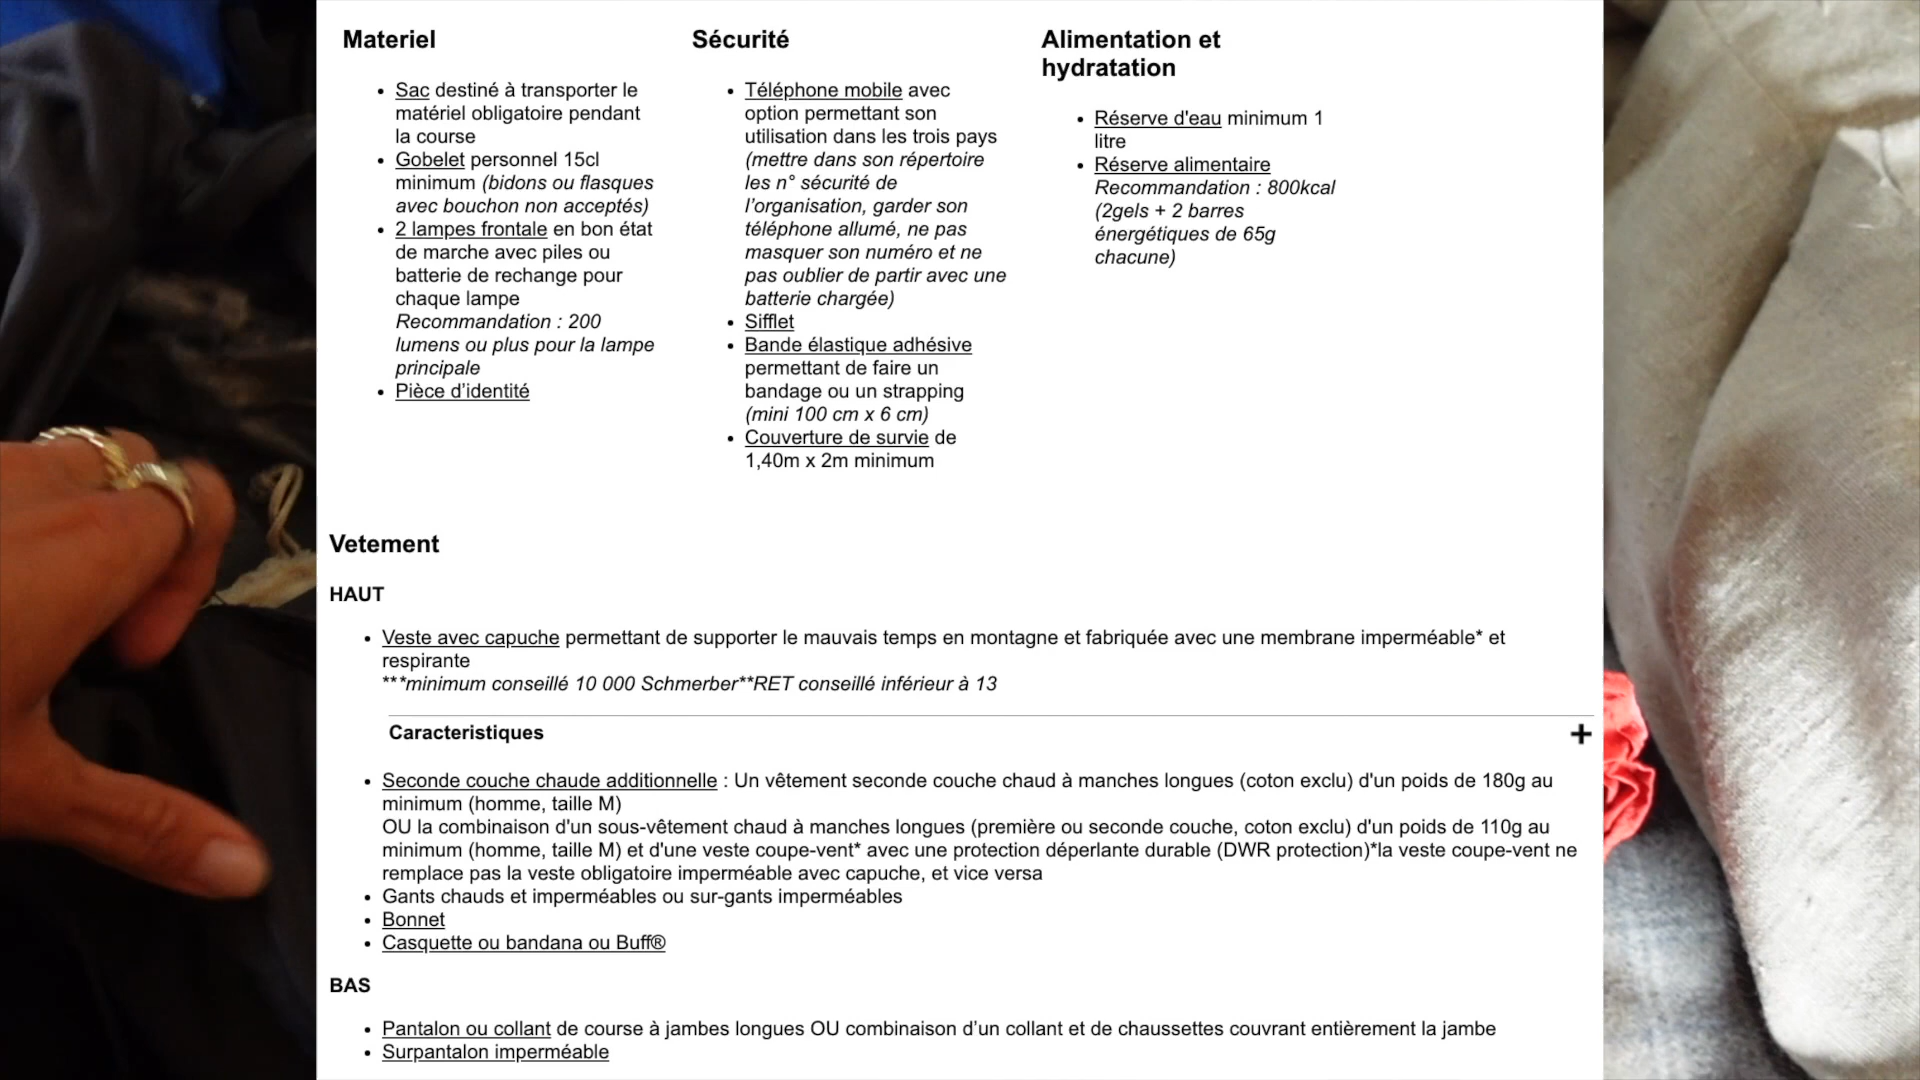 Materiel
Sac destiné à transporter le
matériel obligatoire pendant
la course
Gobelet personnel 15cl
minimum (bidons ou flasques
avec bouchon non acceptés)
2 lampes frontale en bon état
de marche avec piles ou
batterie de rechange pour
chaque lampe
Recommandation : 200
lumens ou plus pour la lampe
principale
Pièce d’identité
Sécurité
Téléphone mobile avec
option permettant son
utilisation dans les trois pays
(mettre dans son répertoire
les n° sécurité de
l’organisation, garder son
téléphone allumé, ne pas
masquer son numéro et ne
pas oublier de partir avec une
batterie chargée)
Sifflet
Bande élastique adhésive
permettant de faire un
bandage ou un strapping
(mini 100 cm x 6 cm)
Couverture de survie de
1,40m x 2m minimum
Alimentation et
hydratation
Réserve d'eau minimum 1
litre
Réserve alimentaire
Recommandation : 800kcal
(2gels + 2 barres
énergétiques de 65g
chacune)
Vetement
HAUT
Veste avec capuche permettant de supporter le mauvais temps en montagne et fabriquée avec une membrane imperméable* et
respirante
***minimum conseillé 10 000 Schmerber**RET conseillé inférieur à 13
Caracteristiques +
Seconde couche chaude additionnelle : Un vêtement seconde couche chaud à manches longues (coton exclu) d'un poids de 180g au
minimum (homme, taille M)
OU la combinaison d'un sous-vêtement chaud à manches longues (première ou seconde couche, coton exclu) d'un poids de 110g au
minimum (homme, taille M) et d'une veste coupe-vent* avec une protection déperlante durable (DWR protection)*la veste coupe-vent ne
remplace pas la veste obligatoire imperméable avec capuche, et vice versa
Gants chauds et imperméables ou sur-gants imperméables
Bonnet
Casquette ou bandana ou Buff®
BAS
Pantalon ou collant de course à jambes longues OU combinaison d’un collant et de chaussettes couvrant entièrement la jambe
Surpantalon imperméable